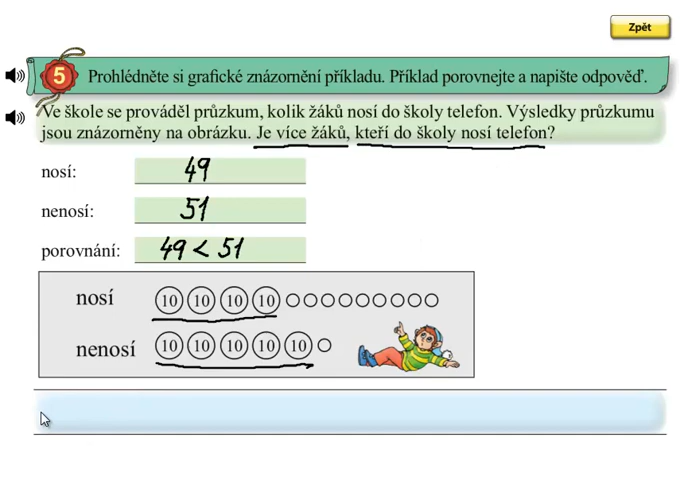 Zpět
5 Prohlédněte si grafické znázornění příkladu. Příklad porovnejte a napište odpověď.
Ve škole se prováděl průzkum, kolik žáků nosí do školy telefon. Výsledky průzkumu
jsou znázorněny na obrázku. Je více žáků, kteří do školy nosí telefon?
nosí: 49
nenosí: 51
porovnání: 49 < 51
nosí 10 10 10 10
nenosí 10 10 10 10 10